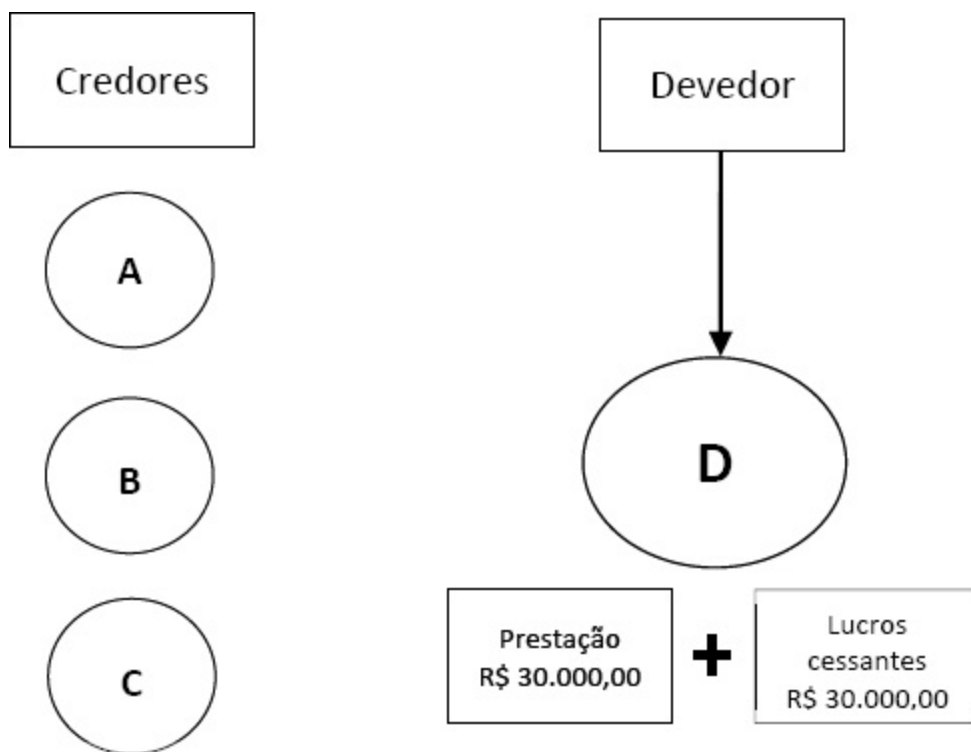 Credores
Devedor
A
B
C
D
Prestação
R$ 30.000,00
+
Lucros
cessantes
R$ 30.000,00